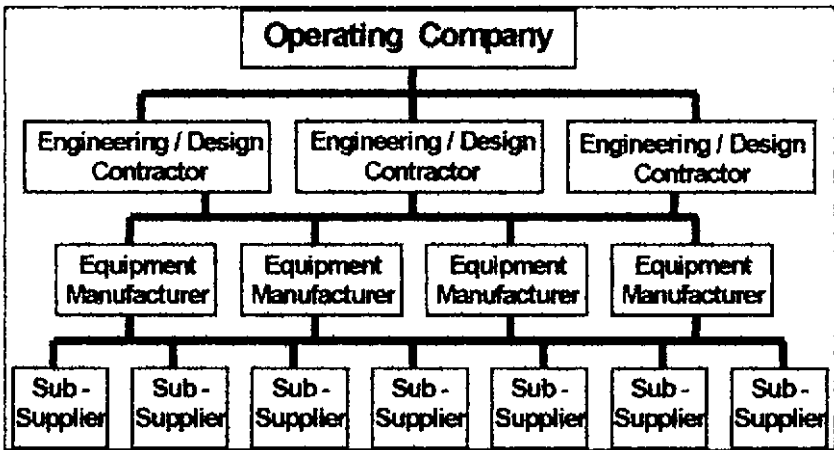 Operating Company
Engineering / Design
Contractor
Engineering / Design
Contractor
Engineering / Design
Contractor
Equipment
Manufacturer
Equipment
Manufacturer
Equipment
Manufacturer
Equipment
Manufacturer
Sub -
Supplier
Sub -
Supplier
Sub -
Supplier
Sub -
Supplier
Sub -
Supplier
Sub -
Supplier
Sub -
Supplier